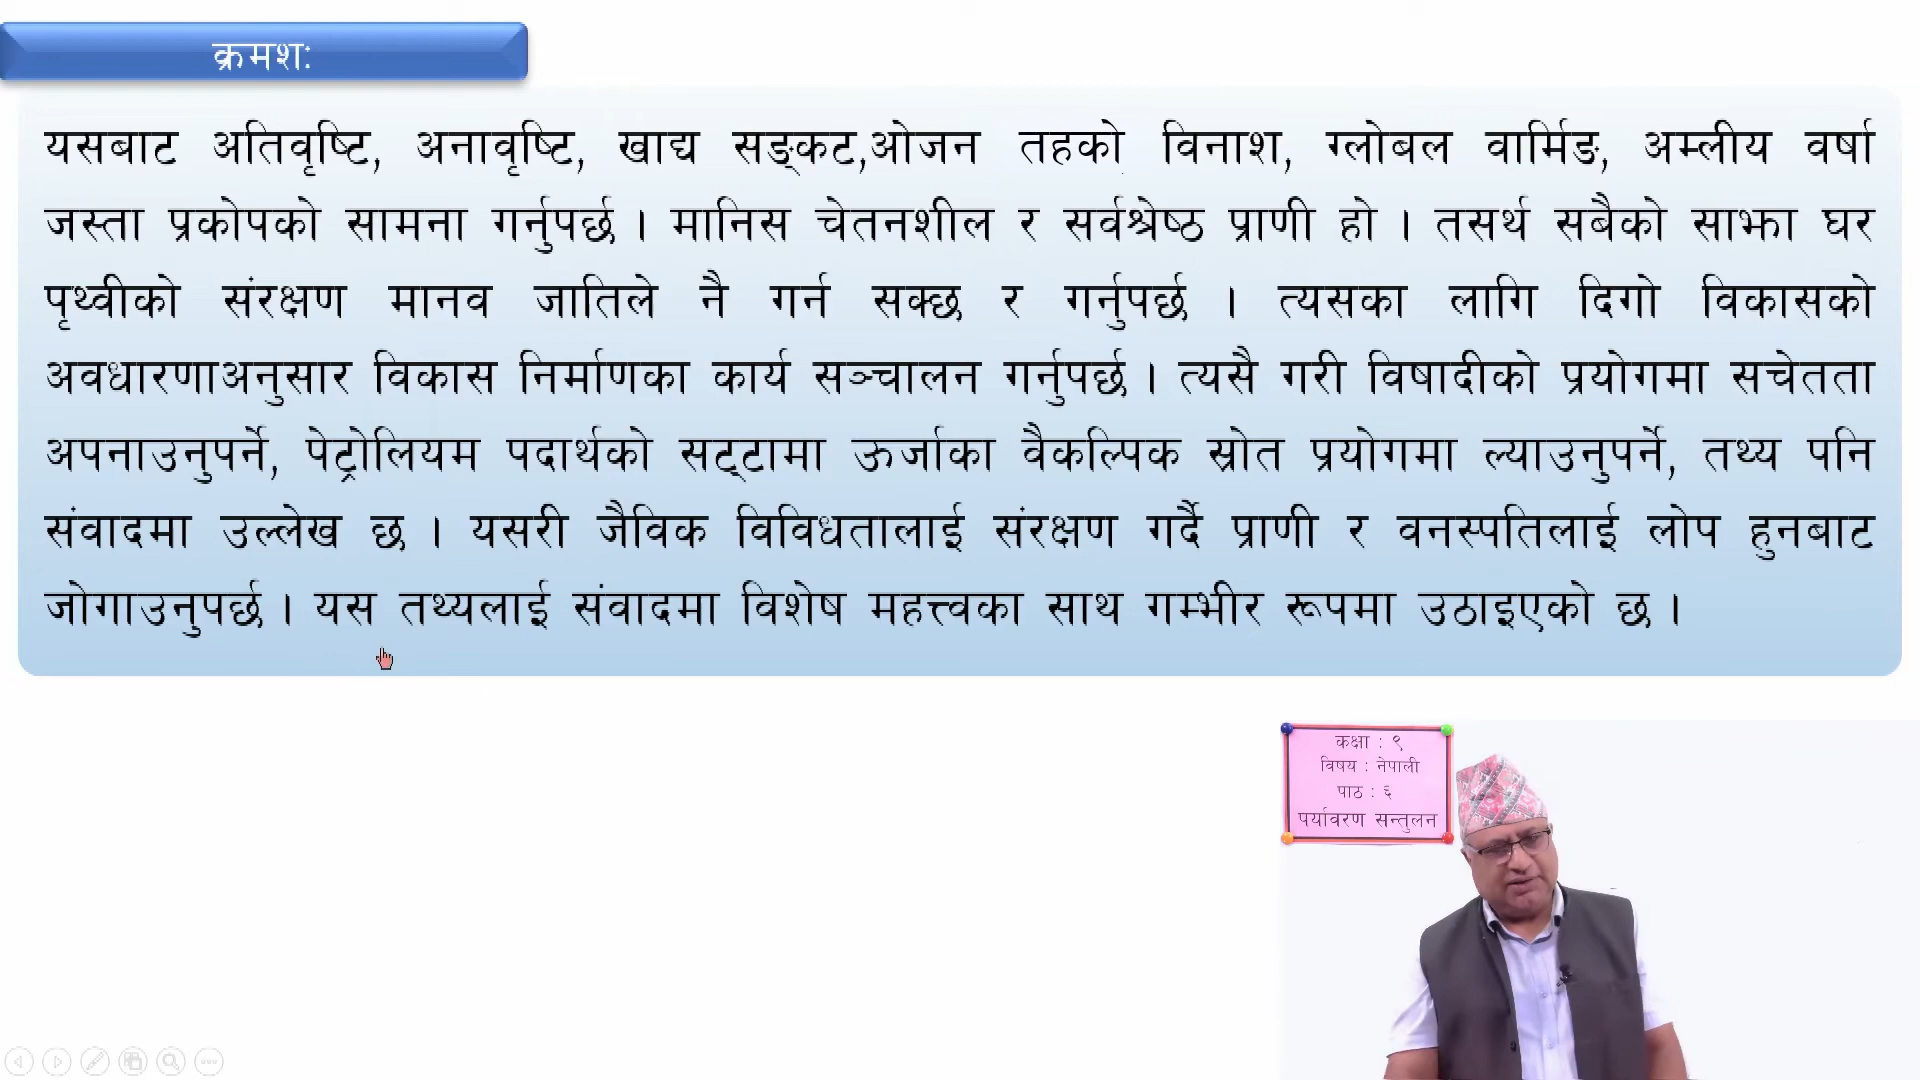 क्रमशः
यसबाट अतिवृष्टि, अनावृष्टि, खाद्य सङ्कट,ओजन तहको विनाश, ग्लोबल वार्मिङ, अम्लीय वर्षा
जस्ता प्रकोपको सामना गर्नुपर्छ । मानिस चेतनशील र सर्वश्रेष्ठ प्राणी हो । तसर्थ सबैको साझा घर
पृथ्वीको संरक्षण मानव जातिले नै गर्न सक्छ र गर्नुपर्छ । त्यसका लागि दिगो विकासको
अवधारणाअनुसार विकास निर्माणका कार्य सञ्चालन गर्नुपर्छ । त्यसै गरी विषादीको प्रयोगमा सचेतता
अपनाउनुपर्ने, पेट्रोलियम पदार्थको सट्टामा ऊर्जाका वैकल्पिक स्रोत प्रयोगमा ल्याउनुपर्ने, तथ्य पनि
संवादमा उल्लेख छ । यसरी जैविक विविधतालाई संरक्षण गर्दै प्राणी र वनस्पतिलाई लोप हुनबाट
जोगाउनुपर्छ । यस तथ्यलाई संवादमा विशेष महत्त्वका साथ गम्भीर रूपमा उठाइएको छ ।
कक्षा : ९
विषय : नेपाली
पाठ : ६
पर्यावरण सन्तुलन